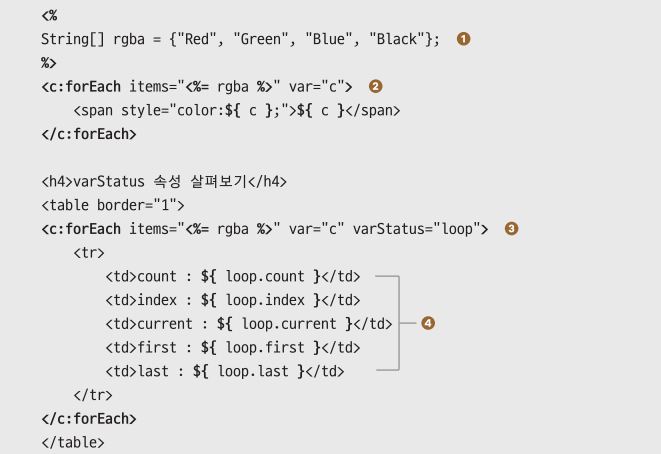 <%
String[] rgba = {"Red", "Green", "Blue", "Black"}; ❶
%>
<c:forEach items="<%= rgba %>" var="c"> ❷
    <span style="color:${ c };">${ c }</span>
</c:forEach>

<h4>varStatus 속성 살펴보기</h4>
<table border="1">
<c:forEach items="<%= rgba %>" var="c" varStatus="loop"> ❸
    <tr>
        <td>count : ${ loop.count }</td>
        <td>index : ${ loop.index }</td>
        <td>current : ${ loop.current }</td> ❹
        <td>first : ${ loop.first }</td>
        <td>last : ${ loop.last }</td>
    </tr>
</c:forEach>
</table>